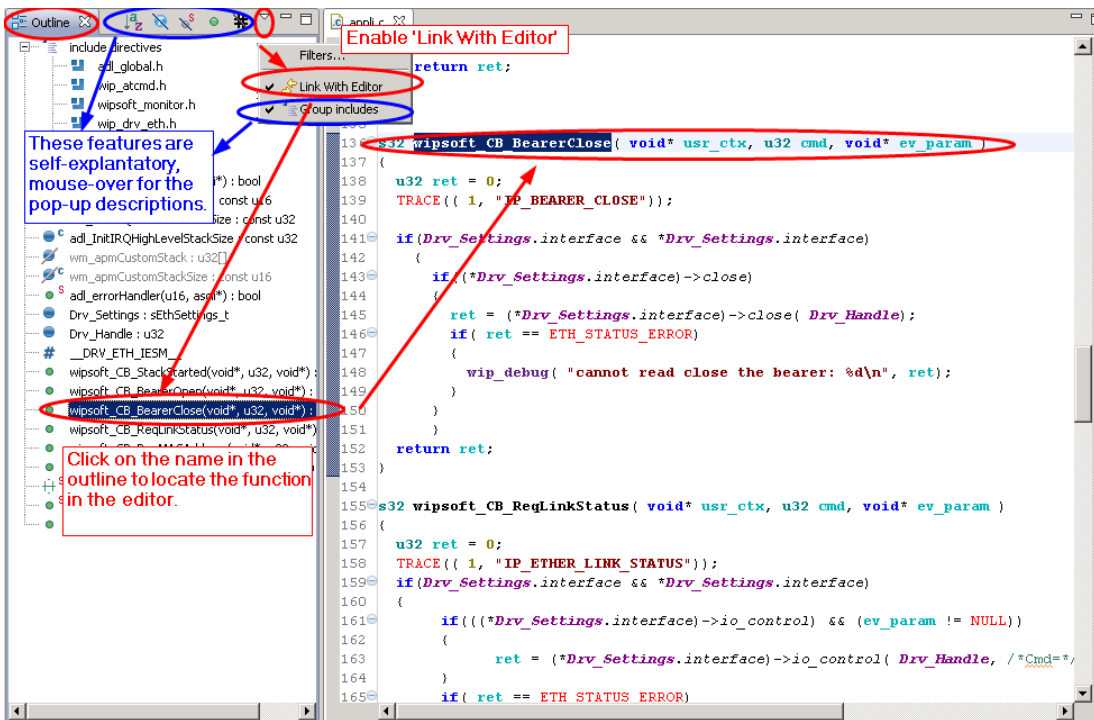 Outline
appli.c
Enable 'Link With Editor'
include directives
adl_global.h
wip_atcmd.h
wipsoft_monitor.h
wip_drv_eth.h
Filters...
Link With Editor
Group includes
These features are
self-explantatory,
mouse-over for the
pop-up descriptions.
: bool
const u16
Size : const u32
adl_InitIRQHighLevelStackSize : const u32
wm_apmCustomStack : u32[]
wm_apmCustomStackSize : const u16
adl_errorHandler(u16, ascii*) : bool
Drv_Settings : sEthSettings_t
Drv_Handle : u32
__DRV_ETH_IESM__
wipsoft_CB_StackStarted(void*, u32, void*) :
wipsoft_CB_BearerOpen(void*, u32, void*) :
wipsoft_CB_BearerClose(void*, u32, void*) :
wipsoft_CB_ReqLinkStatus(void*, u32, void*)
Click on the name in the
outline to locate the function
in the editor.
return ret;
136 s32 wipsoft_CB_BearerClose( void* usr_ctx, u32 cmd, void* ev_param )
137 {
138 u32 ret = 0;
139 TRACE(( 1, "IP_BEARER_CLOSE"));
140
141 if(Drv_Settings.interface && *Drv_Settings.interface)
142 {
143 if((*Drv_Settings.interface)->close)
144 {
145 ret = (*Drv_Settings.interface)->close( Drv_Handle);
146 if( ret == ETH_STATUS_ERROR)
147 {
148 wip_debug( "cannot read close the bearer: %d\n", ret);
149 }
150 }
151 }
152 return ret;
153 }
154
155 s32 wipsoft_CB_ReqLinkStatus( void* usr_ctx, u32 cmd, void* ev_param )
156 {
157 u32 ret = 0;
158 TRACE(( 1, "IP_ETHER_LINK_STATUS"));
159 if(Drv_Settings.interface && *Drv_Settings.interface)
160 {
161 if(((*Drv_Settings.interface)->io_control) && (ev_param != NULL))
162 {
163 ret = (*Drv_Settings.interface)->io_control( Drv_Handle, /*Cmd=*/
164 }
165 if( ret == ETH_STATUS_ERROR)